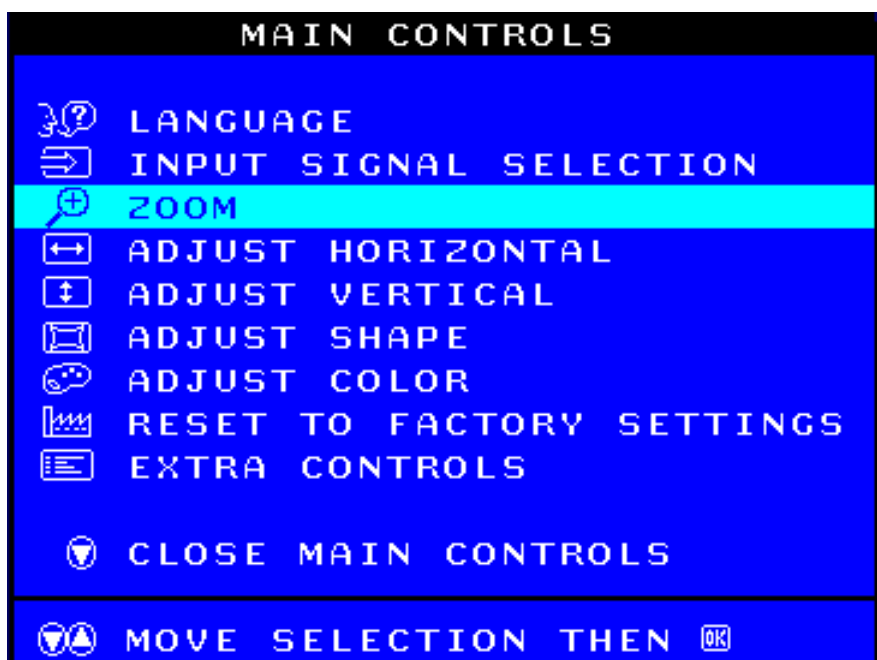 MAIN CONTROLS
LANGUAGE
INPUT SIGNAL SELECTION
ZOOM
ADJUST HORIZONTAL
ADJUST VERTICAL
ADJUST SHAPE
ADJUST COLOR
RESET TO FACTORY SETTINGS
EXTRA CONTROLS
CLOSE MAIN CONTROLS
MOVE SELECTION THEN OK